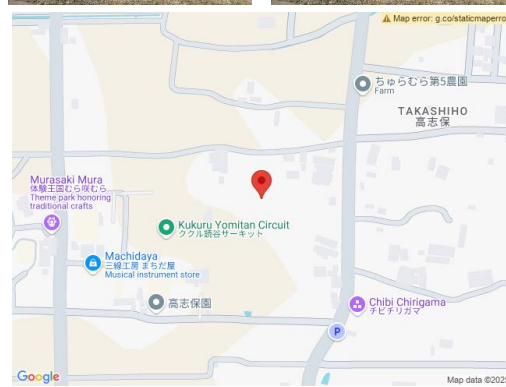 Map error: g.co/staticmaperro
ちゅらむら第5農園
Farm
TAKASHIHO
高志保
Murasaki Mura
体験王国むら咲むら
Theme park honoring
traditional crafts
Kukuru Yomitan Circuit
ククル読谷サーキット
Machidaya
三線工房 まちだ屋
Musical instrument store
高志保園
Chibi Chirigama
チビチリガマ
P
Google
Map data ©202